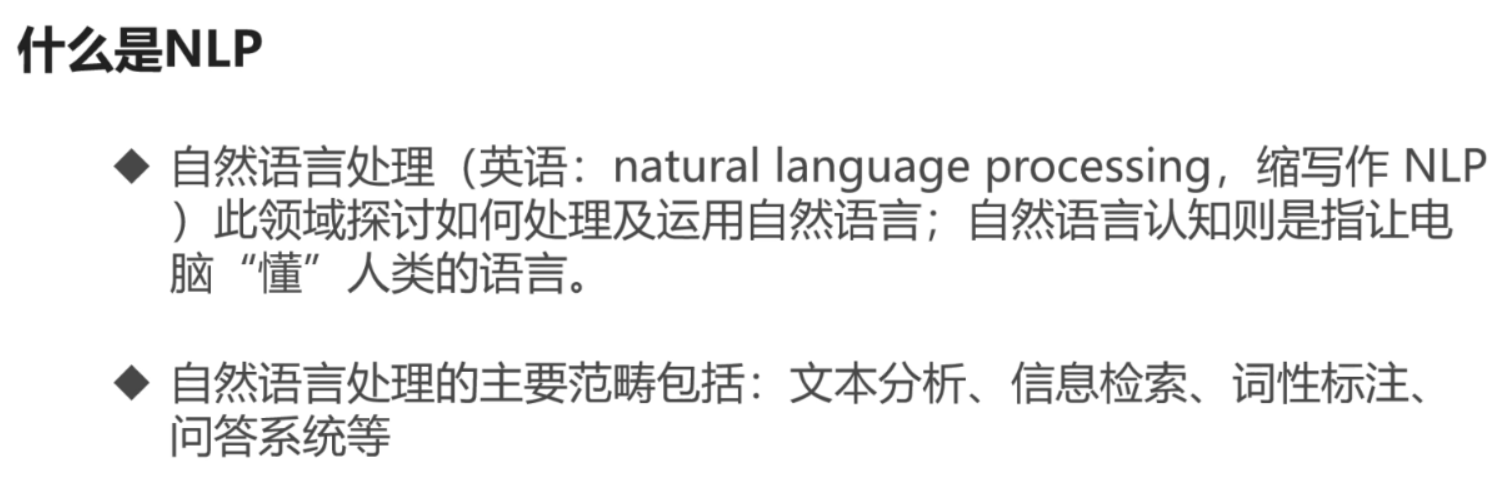 什么是NLP
◆ 自然语言处理（英语：natural language processing，缩写作 NLP
）此领域探讨如何处理及运用自然语言；自然语言认知则是指让电
脑“懂”人类的语言。
◆ 自然语言处理的主要范畴包括：文本分析、信息检索、词性标注、
问答系统等